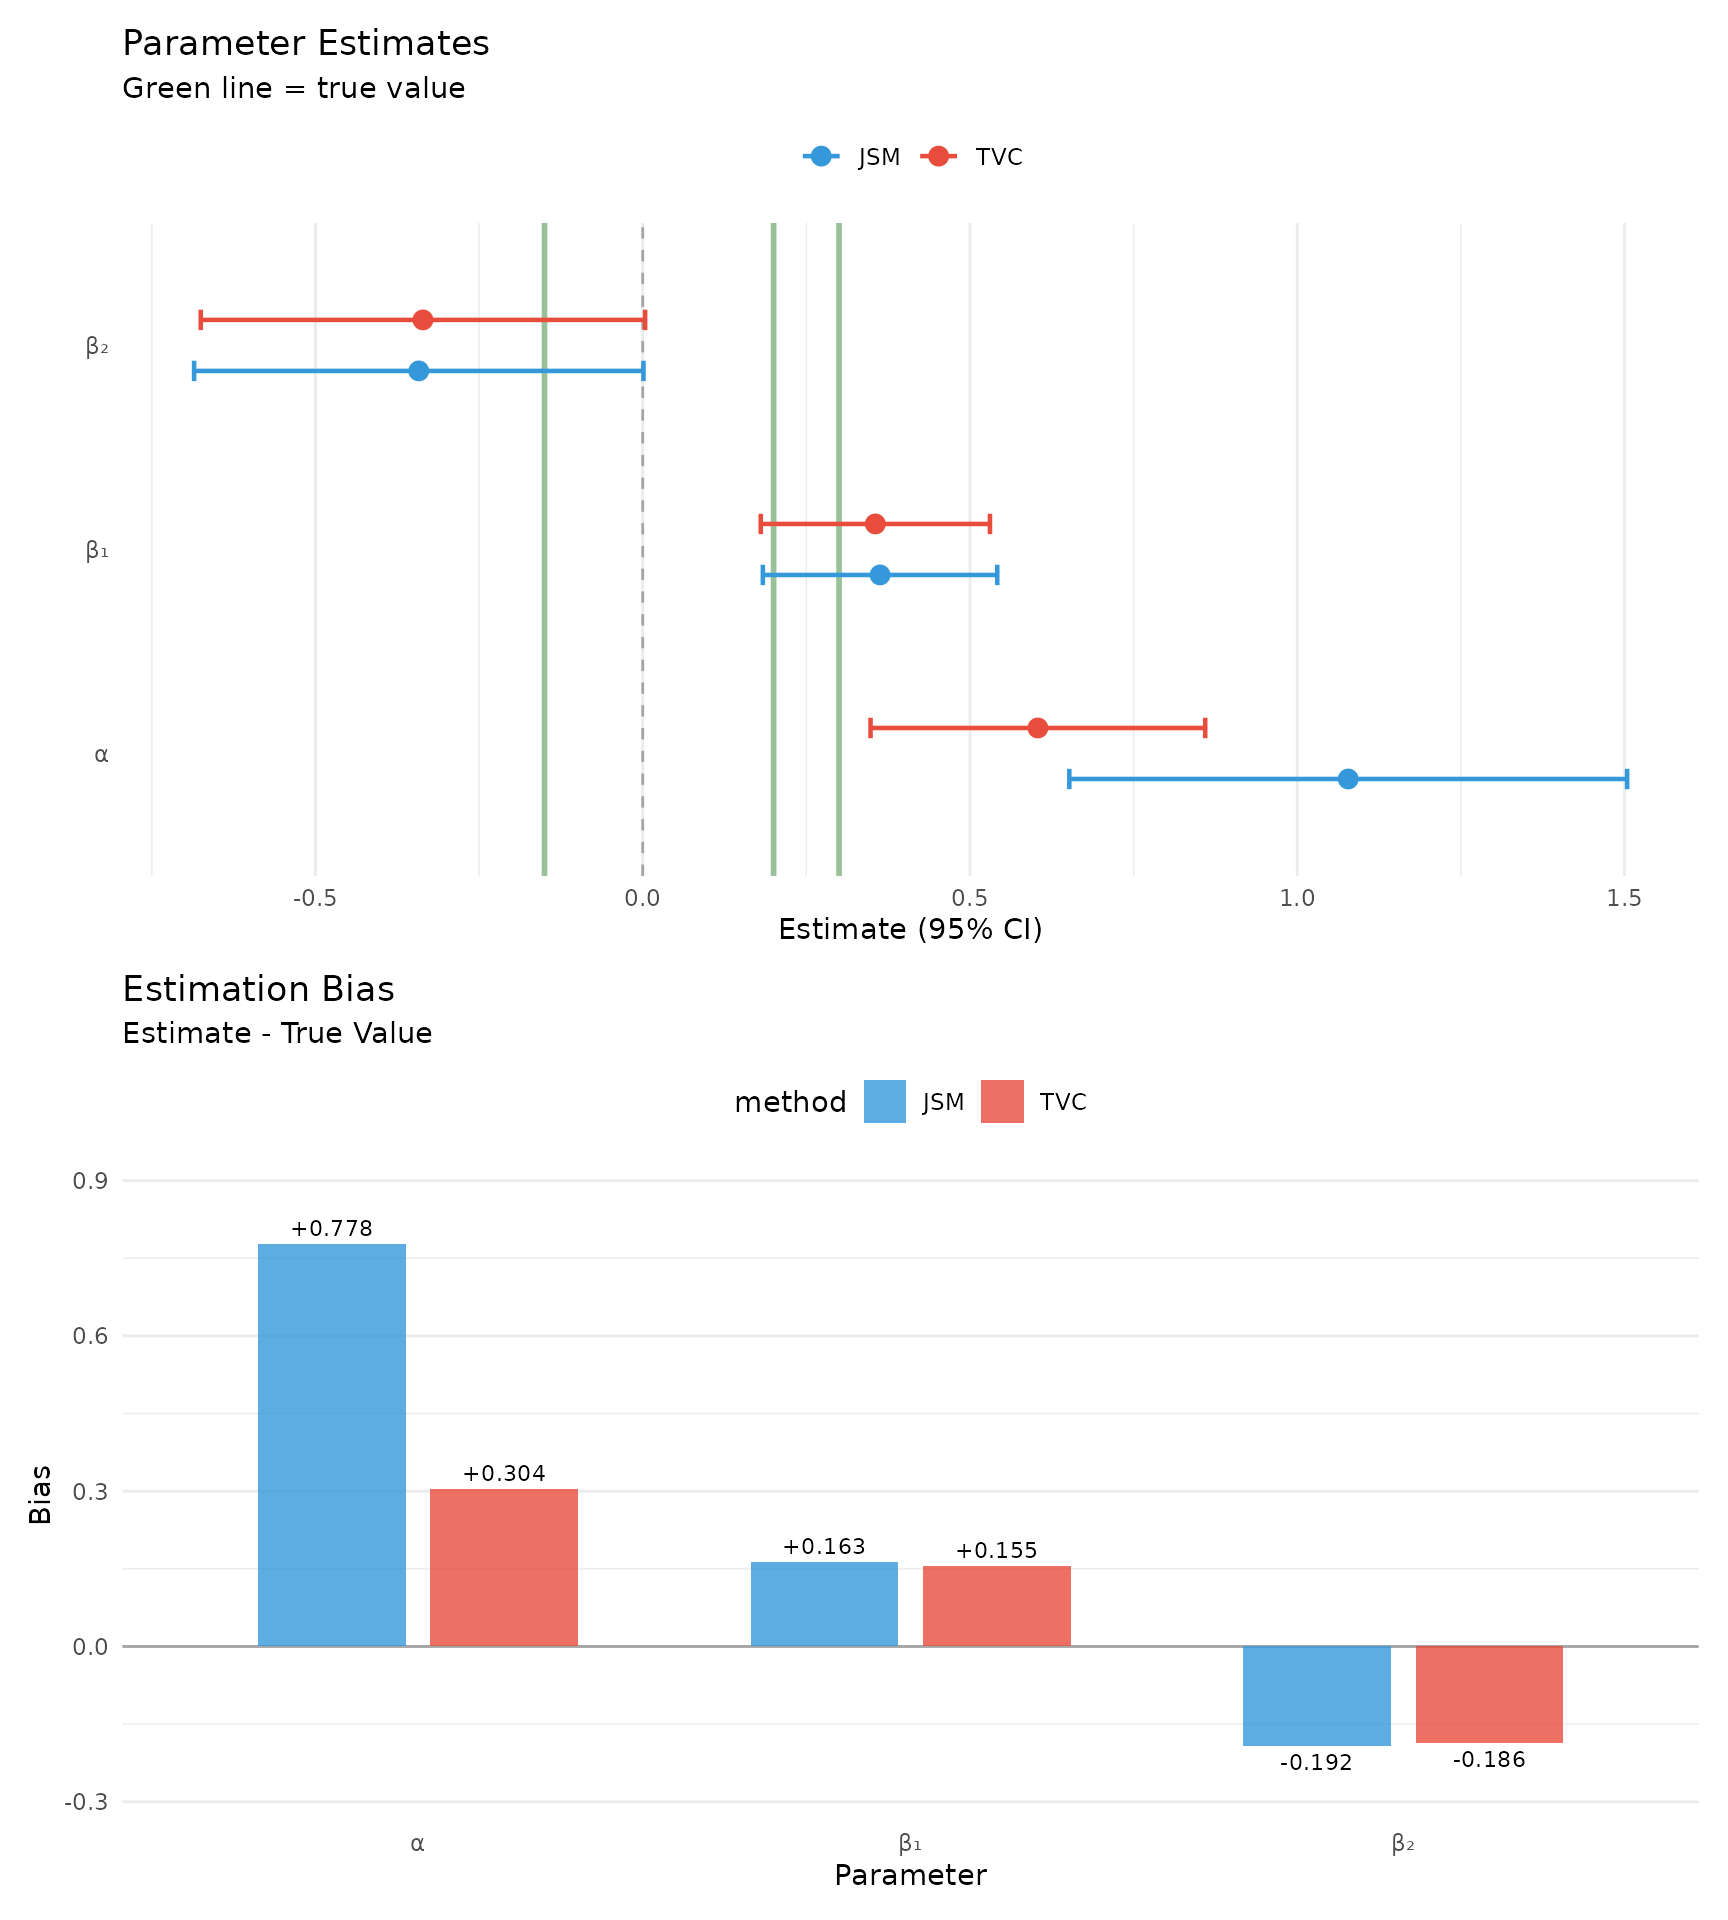 Parameter Estimates
Green line = true value
JSM TVC
β₂
β₁
α
-0.5 0.0 0.5 1.0 1.5
Estimate (95% CI)
Estimation Bias
Estimate - True Value
method JSM TVC
0.9
+0.778
0.6
+0.304
0.3
+0.163
+0.155
Bias
0.0
-0.192
-0.186
-0.3
α β₁ β₂
Parameter